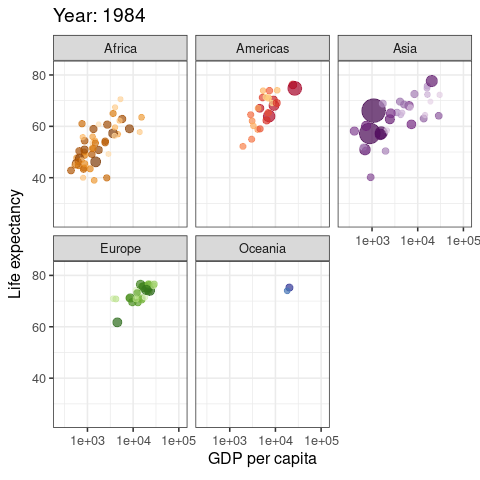 Year: 1984
Africa
Americas
Asia
80
60
40
1e+03 1e+04 1e+05
Europe
Oceania
80
60
40
1e+03 1e+04 1e+05
1e+03 1e+04 1e+05
Life expectancy
GDP per capita